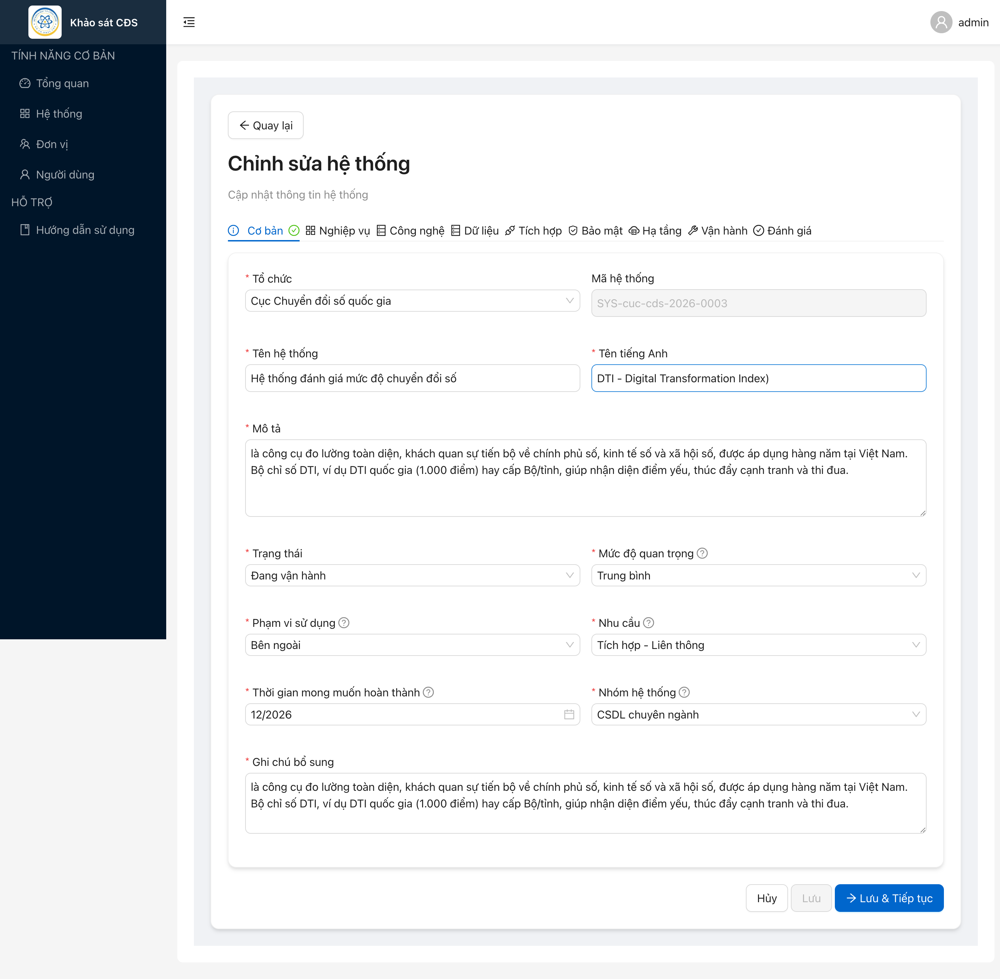 Khảo sát CĐS
admin
TÍNH NĂNG CƠ BẢN
Tổng quan
Hệ thống
Đơn vị
Người dùng
HỖ TRỢ
Hướng dẫn sử dụng
Quay lại
Chỉnh sửa hệ thống
Cập nhật thông tin hệ thống
Cơ bản Nghiệp vụ Công nghệ Dữ liệu Tích hợp Bảo mật Hạ tầng Vận hành Đánh giá
* Tổ chức
Cục Chuyển đổi số quốc gia
Mã hệ thống
SYS-cuc-cds-2026-0003
* Tên hệ thống
Hệ thống đánh giá mức độ chuyển đổi số
* Tên tiếng Anh
DTI - Digital Transformation Index)
* Mô tả
là công cụ đo lường toàn diện, khách quan sự tiến bộ về chính phủ số, kinh tế số và xã hội số, được áp dụng hàng năm tại Việt Nam.
Bộ chỉ số DTI, ví dụ DTI quốc gia (1.000 điểm) hay cấp Bộ/tỉnh, giúp nhận diện điểm yếu, thúc đẩy cạnh tranh và thi đua.
* Trạng thái
Đang vận hành
* Mức độ quan trọng
Trung bình
* Phạm vi sử dụng
Bên ngoài
* Nhu cầu
Tích hợp - Liên thông
* Thời gian mong muốn hoàn thành
12/2026
* Nhóm hệ thống
CSDL chuyên ngành
* Ghi chú bổ sung
là công cụ đo lường toàn diện, khách quan sự tiến bộ về chính phủ số, kinh tế số và xã hội số, được áp dụng hàng năm tại Việt Nam.
Bộ chỉ số DTI, ví dụ DTI quốc gia (1.000 điểm) hay cấp Bộ/tỉnh, giúp nhận diện điểm yếu, thúc đẩy cạnh tranh và thi đua.
Hủy
Lưu
Lưu & Tiếp tục